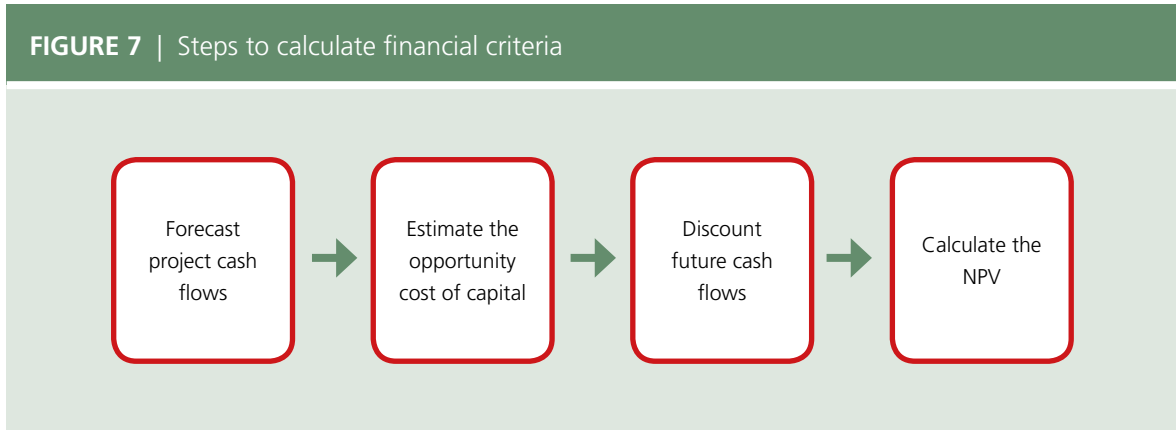 FIGURE 7 | Steps to calculate financial criteria
Forecast
project cash
flows
Estimate the
opportunity
cost of capital
Discount
future cash
flows
Calculate the
NPV